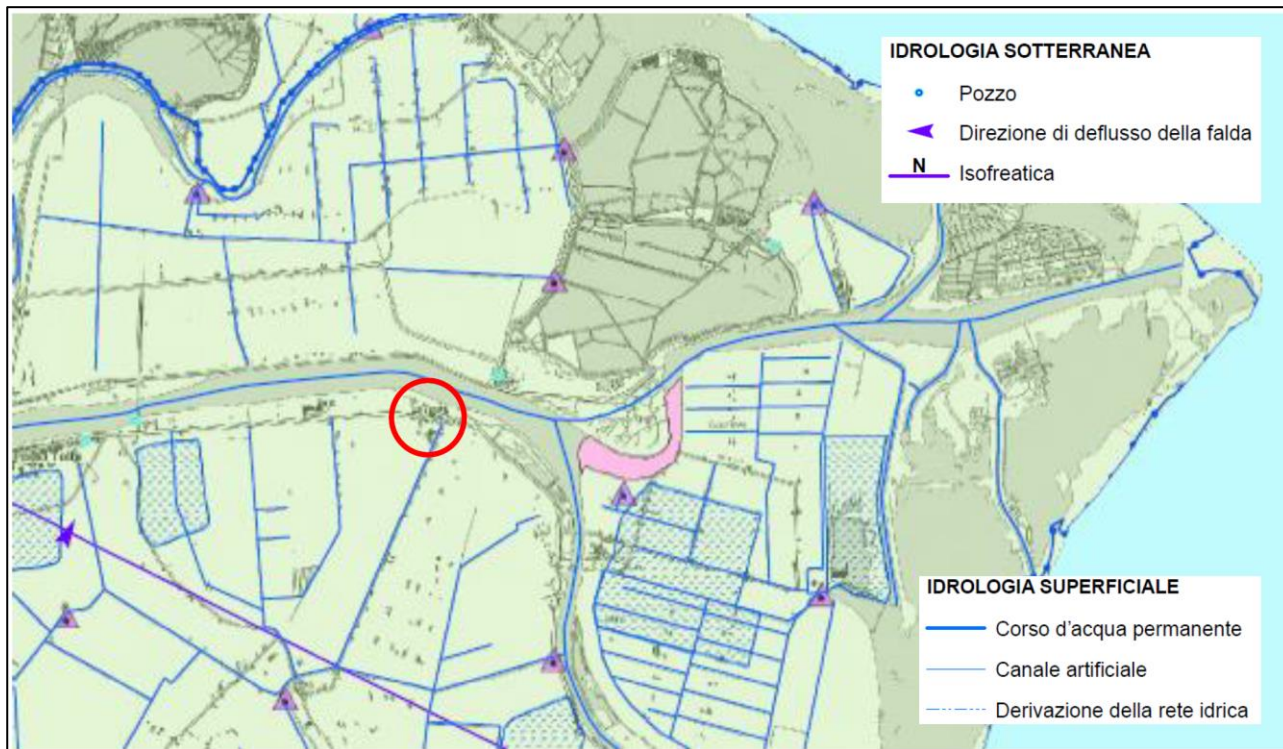 IDROLOGIA SOTTERRANEA
Pozzo
Direzione di deflusso della falda
N
Isofreatica
IDROLOGIA SUPERFICIALE
Corso d'acqua permanente
Canale artificiale
Derivazione della rete idrica